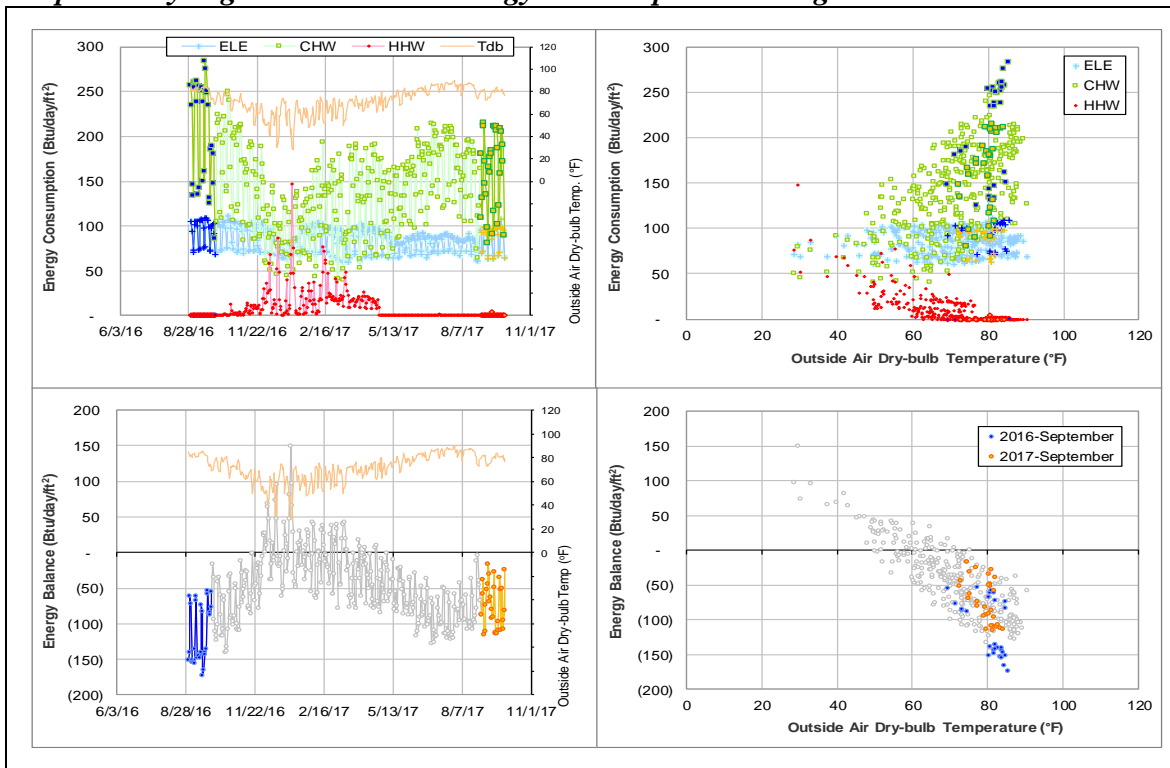 ELE CHW HHW Tdb
300
250
200
150
100
50
-
Energy Consumption (Btu/day/ft²)
120
100
80
60
40
20
0
Outside Air Dry-bulb Temp. (°F)
6/3/16 8/28/16 11/22/16 2/16/17 5/13/17 8/7/17 11/1/17
300
250
200
150
100
50
-
Energy Consumption (Btu/day/ft²)
ELE
CHW
HHW
0 20 40 60 80 100 120
Outside Air Dry-bulb Temperature (°F)
200
150
100
50
-
(50)
(100)
(150)
(200)
Energy Balance (Btu/day/ft²)
120
100
80
60
40
20
0
Outside Air Dry-bulb Temp (°F)
6/3/16 8/28/16 11/22/16 2/16/17 5/13/17 8/7/17 11/1/17
200
150
100
50
-
(50)
(100)
(150)
(200)
Energy Balance (Btu/day/ft²)
2016-September
2017-September
0 20 40 60 80 100 120
Outside Air Dry-bulb Temperature (°F)